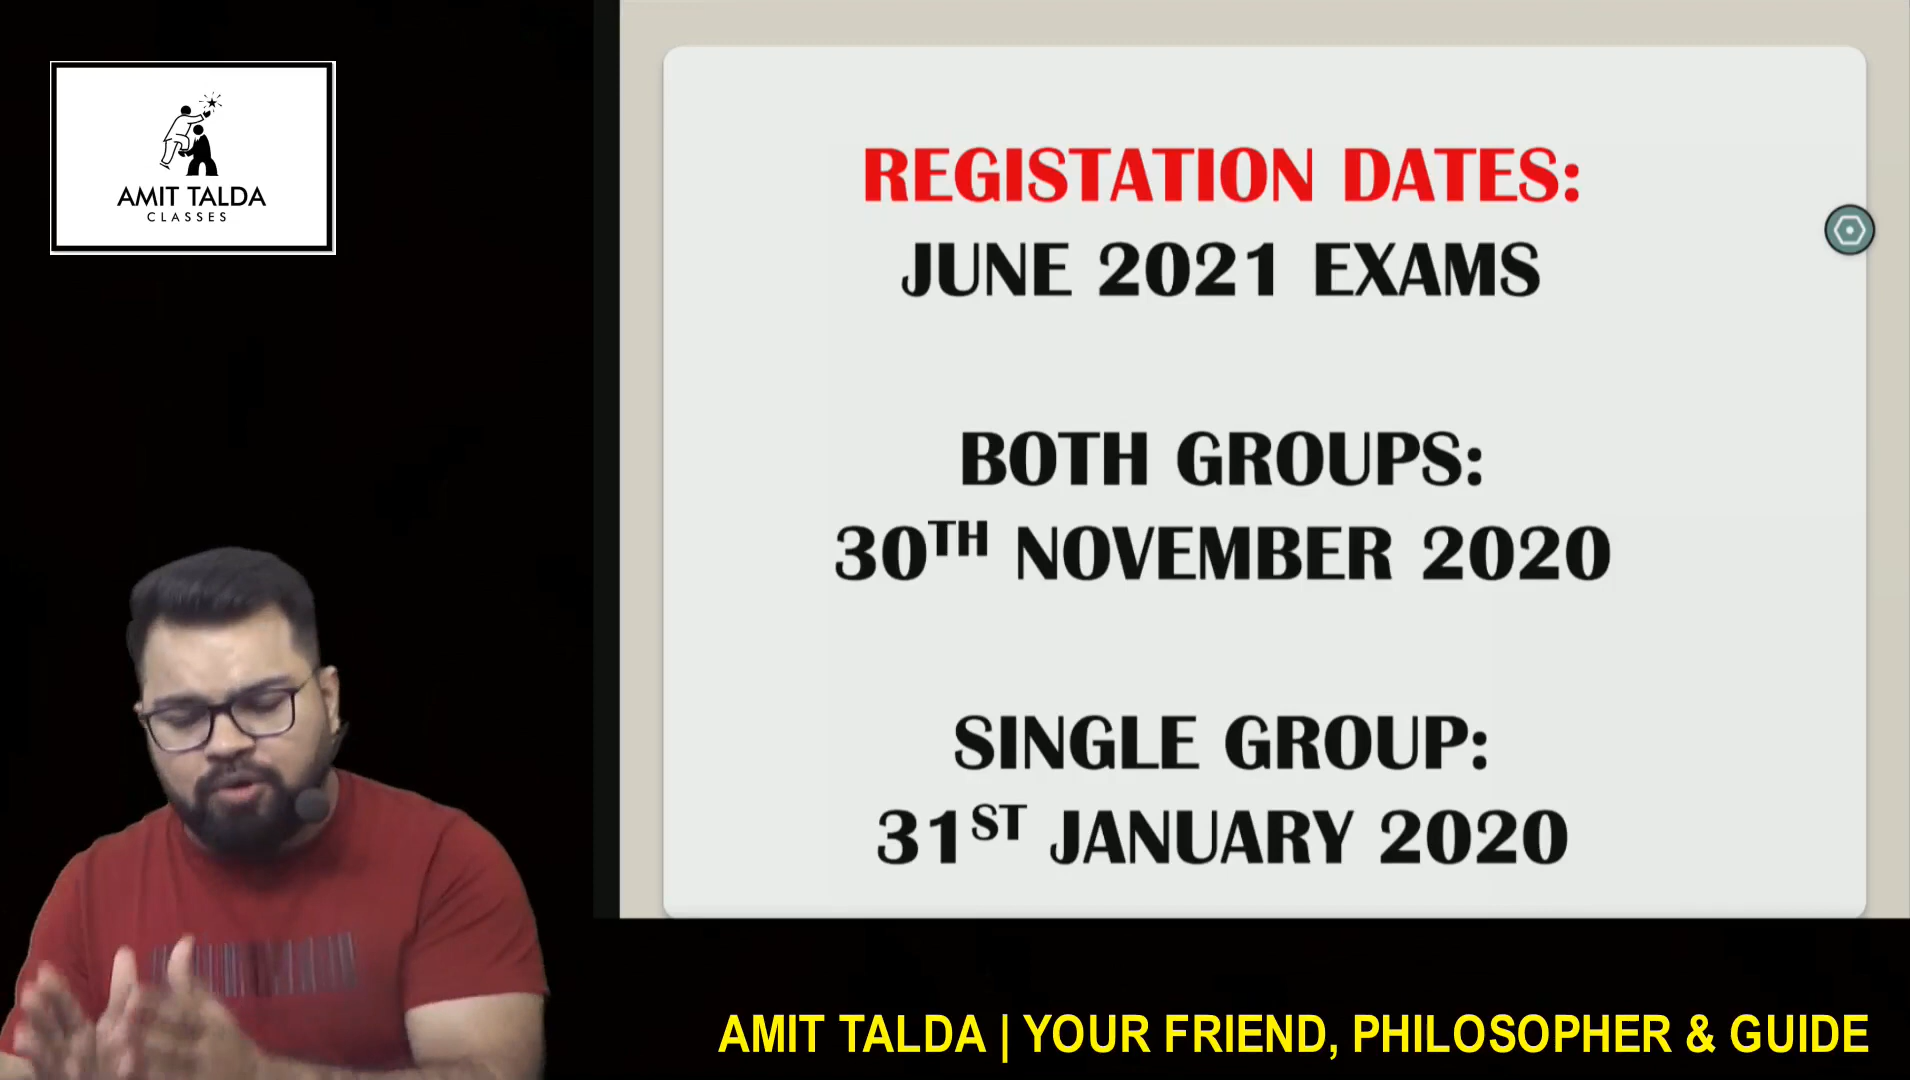 AMIT TALDA
CLASSES
REGISTATION DATES:
JUNE 2021 EXAMS
BOTH GROUPS:
30TH NOVEMBER 2020
SINGLE GROUP:
31ST JANUARY 2020
AMIT TALDA | YOUR FRIEND, PHILOSOPHER & GUIDE